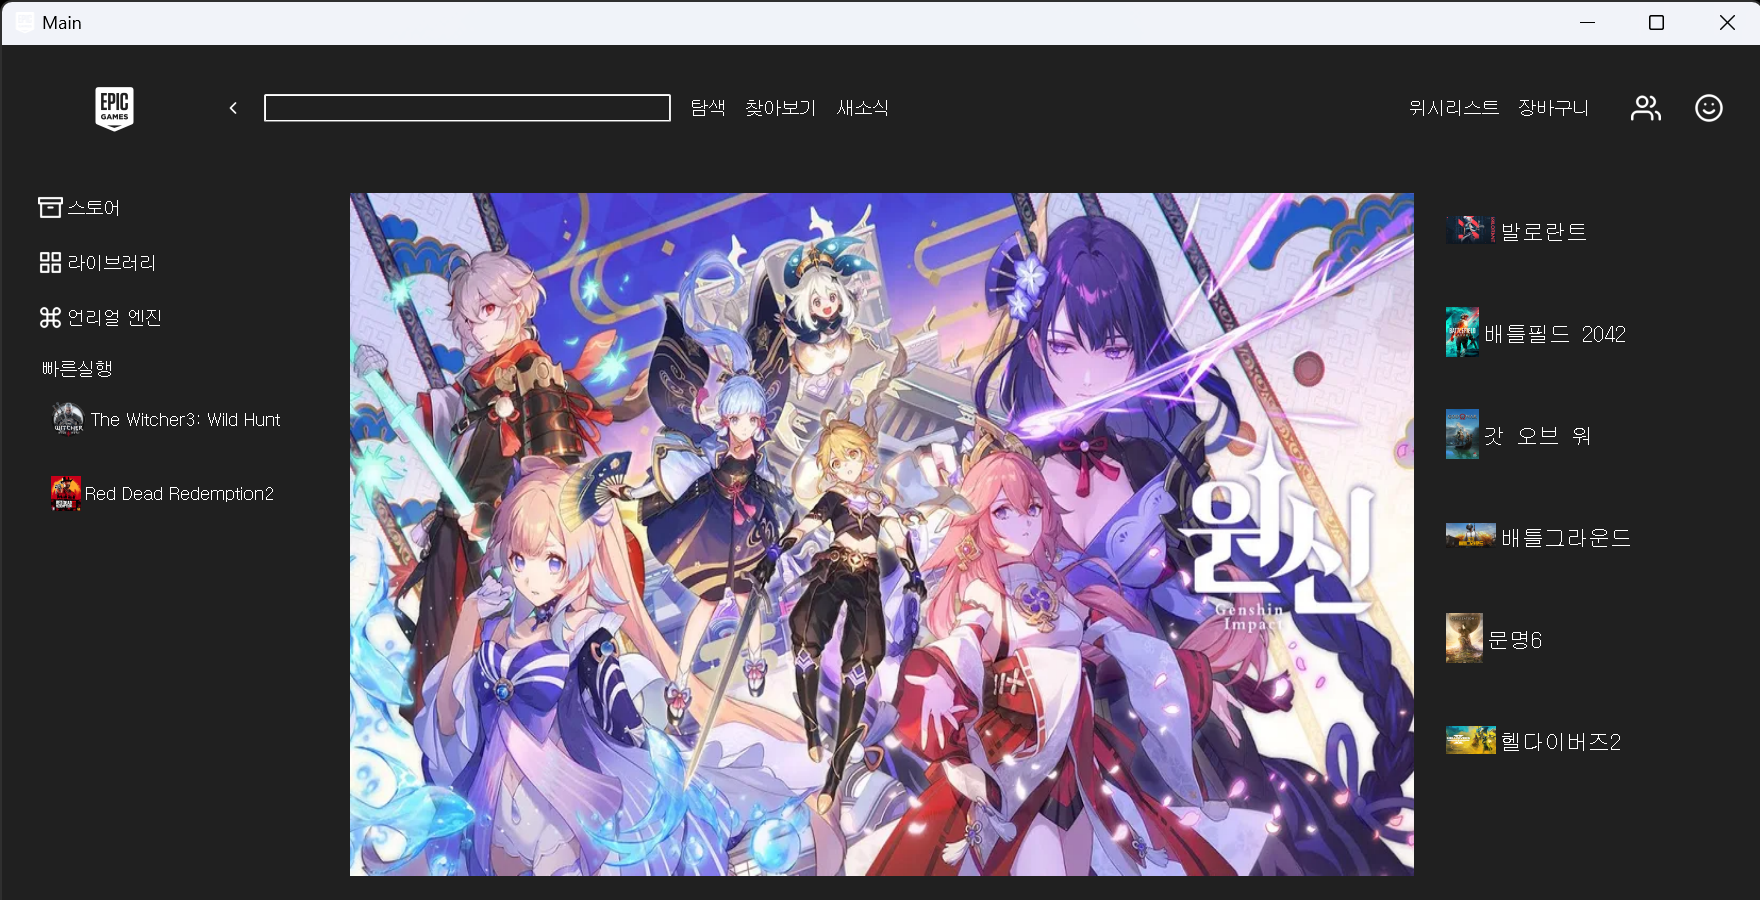 Main
EPIC
GAMES
탐색 찾아보기 새소식
위시리스트 장바구니
스토어
라이브러리
언리얼 엔진
빠른실행
WITCHER
The Witcher3: Wild Hunt
Red Dead Redemption2
원신
Genshin
Impact
발로란트
BATTLEFIELD
배틀필드 2042
갓 오브 워
배틀그라운드
문명6
헬다이버즈2